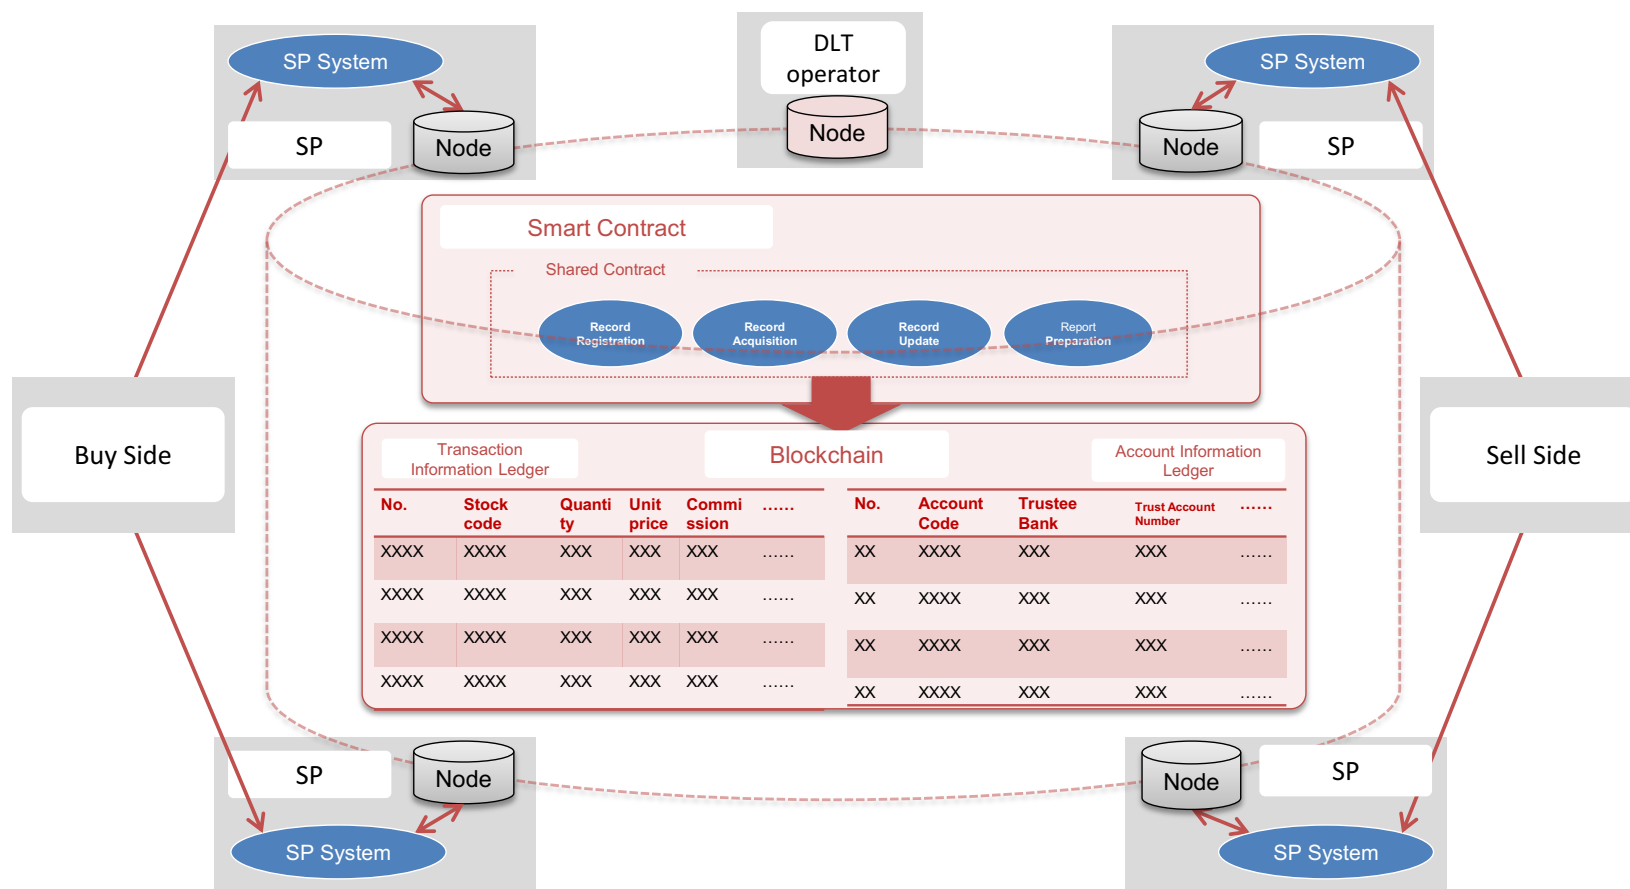 SP System
DLT
operator
SP System
Node
SP
Node
Node
SP
Smart Contract
Shared Contract
Record
Registration
Record
Acquisition
Record
Update
Report
Preparation
Buy Side
Sell Side
Transaction
Information Ledger
Blockchain
Account Information
Ledger
No. Stock code Quanti ty Unit price Commi ssion ......
XXXX XXXX XXX XXX XXX ......
XXXX XXXX XXX XXX XXX ......
XXXX XXXX XXX XXX XXX ......
XXXX XXXX XXX XXX XXX ......
No. Account Code Trustee Bank Trust Account Number ......
XX XXXX XXX XXX ......
XX XXXX XXX XXX ......
XX XXXX XXX XXX ......
XX XXXX XXX XXX ......
SP
Node
Node
SP
SP System
SP System